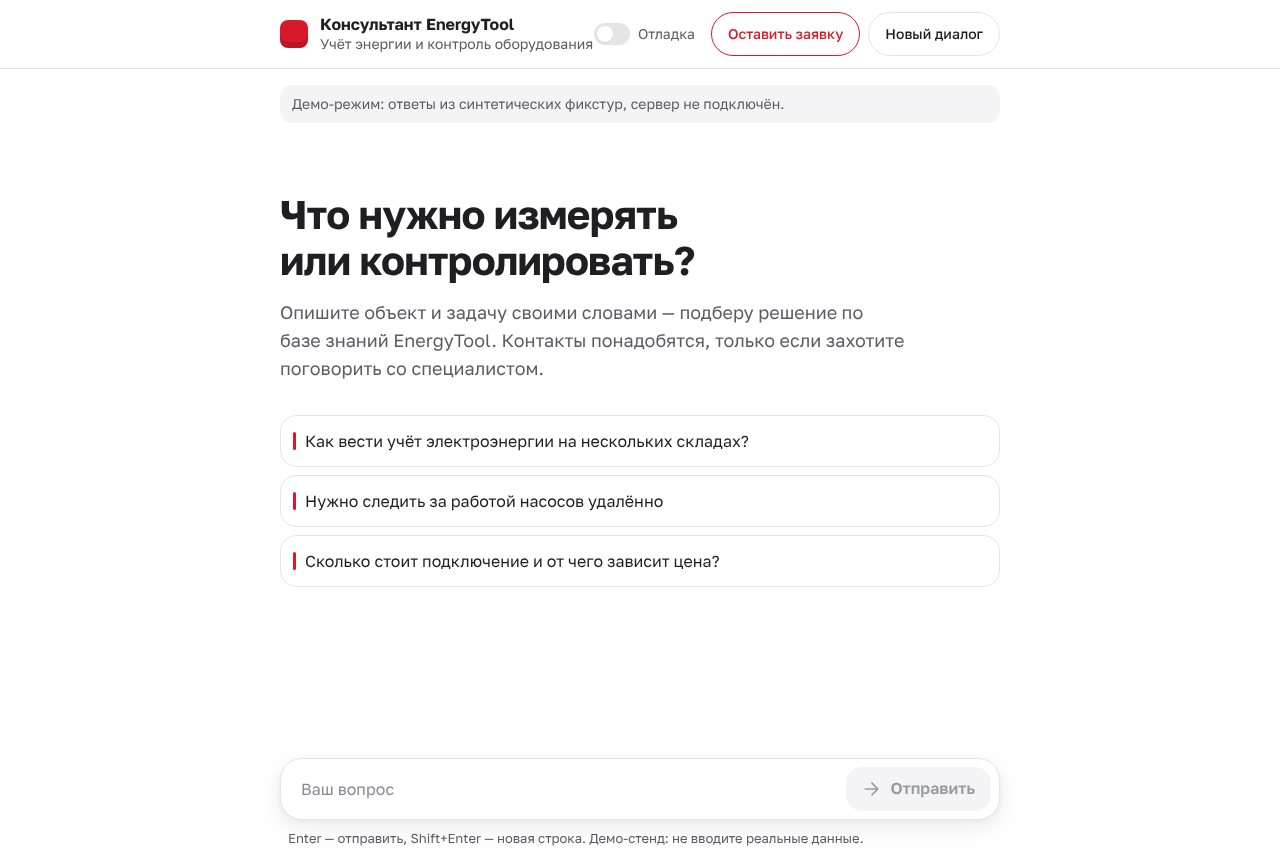 Консультант EnergyTool
Учёт энергии и контроль оборудования
Отладка
Оставить заявку
Новый диалог
Демо-режим: ответы из синтетических фикстур, сервер не подключён.
Что нужно измерять
или контролировать?
Опишите объект и задачу своими словами — подберу решение по
базе знаний EnergyTool. Контакты понадобятся, только если захотите
поговорить со специалистом.
Как вести учёт электроэнергии на нескольких складах?
Нужно следить за работой насосов удалённо
Сколько стоит подключение и от чего зависит цена?
Ваш вопрос
Отправить
Enter — отправить, Shift+Enter — новая строка. Демо-стенд: не вводите реальные данные.